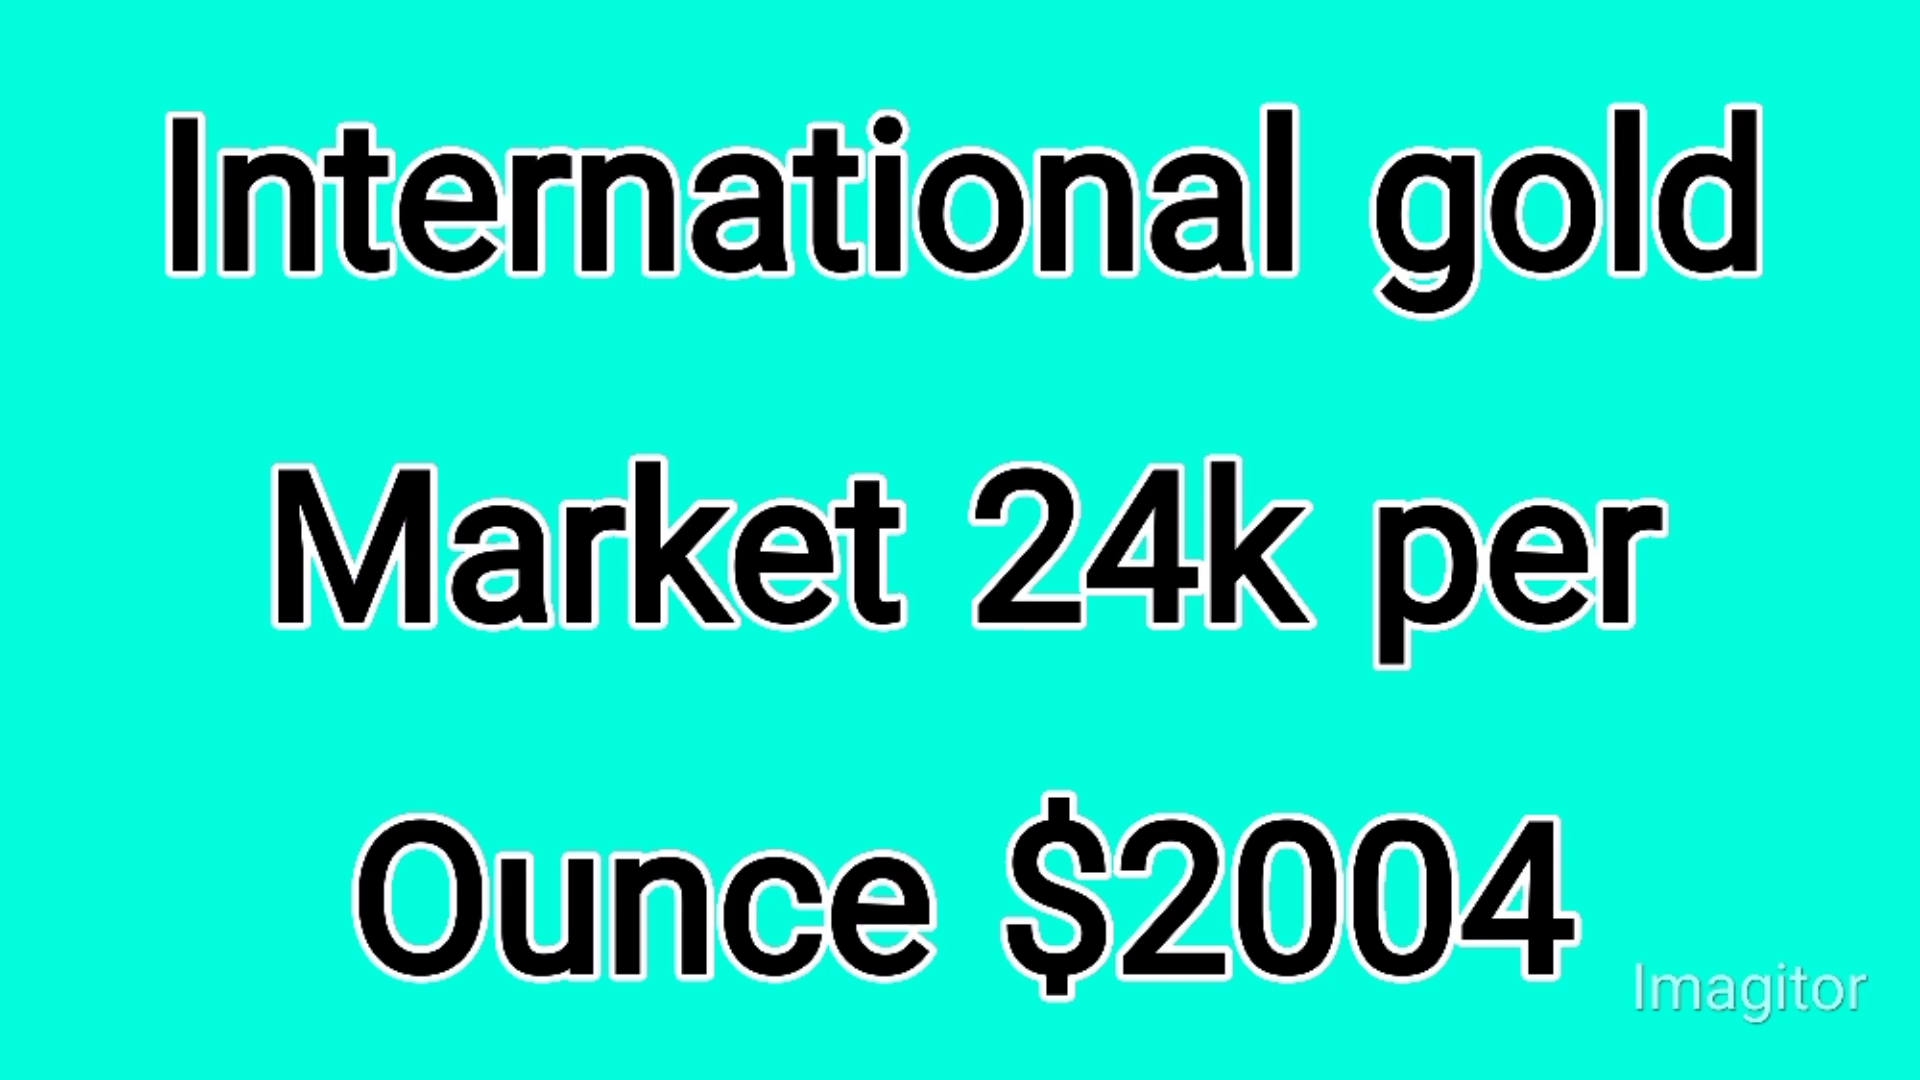 International gold
Market 24k per
Ounce $2004
Imagitor